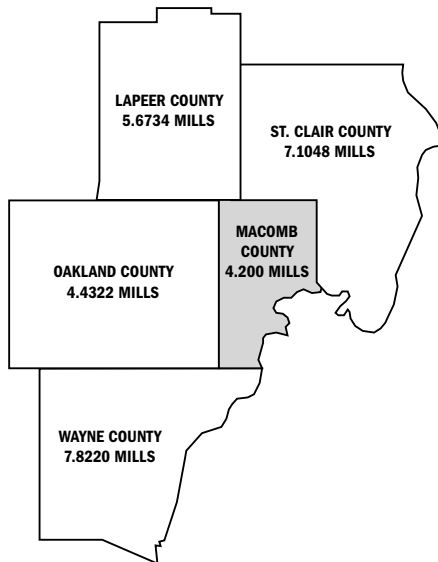 LAPEER COUNTY
5.6734 MILLS
ST. CLAIR COUNTY
7.1048 MILLS
MACOMB
COUNTY
4.200 MILLS
OAKLAND COUNTY
4.4322 MILLS
WAYNE COUNTY
7.8220 MILLS